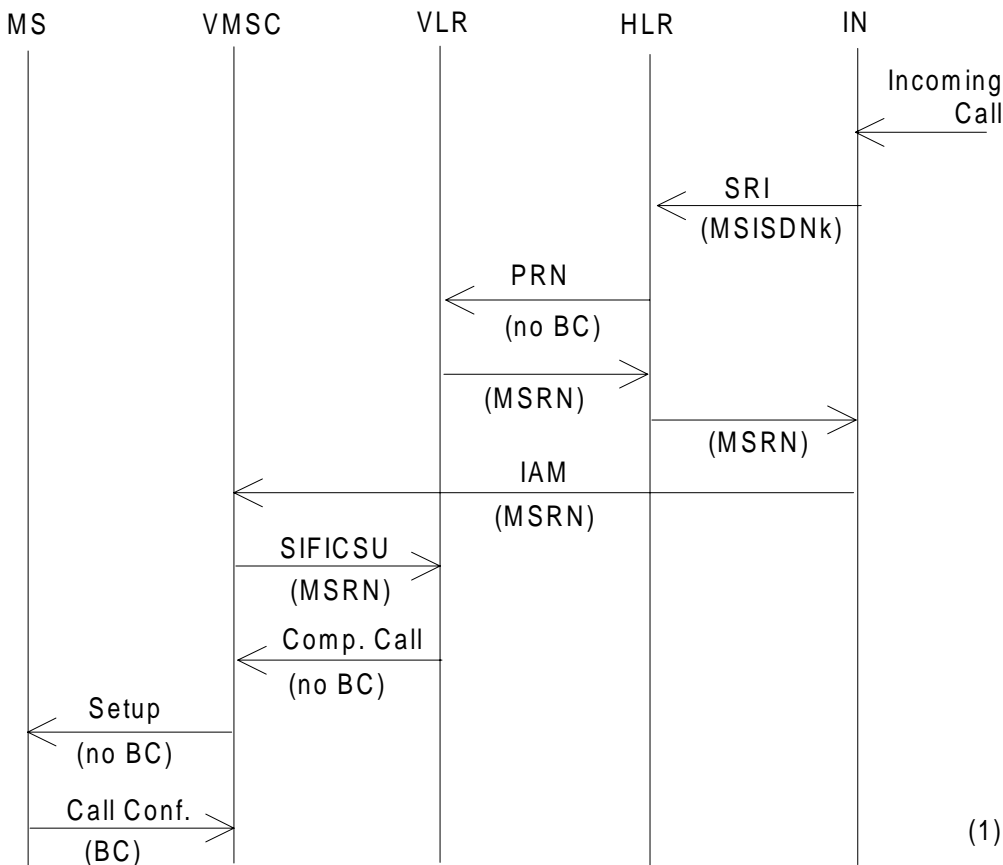 MS VMSC VLR HLR IN
Incoming
Call
SRI
(MSISDNk)
PRN
(no BC)
(MSRN)
(MSRN)
IAM
(MSRN)
SIFICSU
(MSRN)
Comp. Call
(no BC)
Setup
(no BC)
Call Conf.
(BC)
(1)